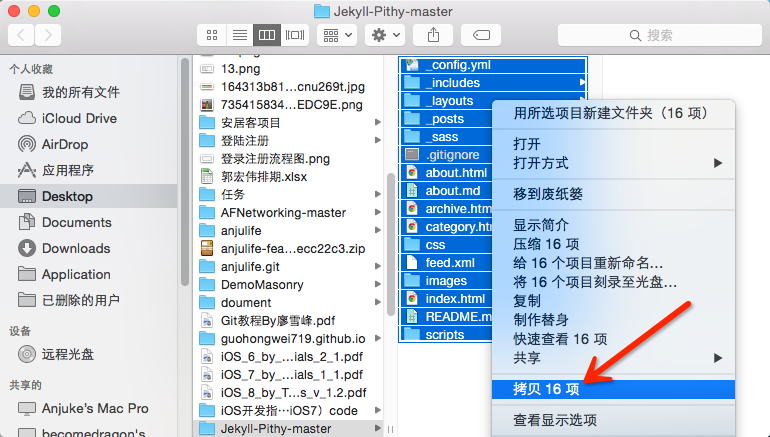 Jekyll-Pithy-master
搜索
个人收藏
我的所有文件
iCloud Drive
AirDrop
应用程序
Desktop
Documents
Downloads
Application
已删除的用户
设备
远程光盘
共享的
Anjuke's Mac Pro
becomedragon's
13.png
164313b81...cnu269t.jpg
735415834...EDC9E.png
安居客项目
登陆注册
登录注册流程图.png
郭宏伟排期.xlsx
任务
AFNetworking-master
anjulife
anjulife-fea...ecc22c3.zip
anjulife.git
DemoMasonry
doument
Git教程By廖雪峰.pdf
guohongwei719.github.io
iOS_6_by_...ials_2_1.pdf
iOS_7_by_...ials_1_1.pdf
iOS_8_by_T...s_v_1.2.pdf
iOS开发指...iOS7）code
Jekyll-Pithy-master
_config.yml
_includes
_layouts
_posts
_sass
.gitignore
about.html
about.md
archive.htm
category.ht
css
feed.xml
images
index.html
README.m
scripts
用所选项目新建文件夹（16 项）
打开
打开方式
移到废纸篓
显示简介
压缩 16 项
给 16 个项目重新命名...
将 16 个项目刻录至光盘...
复制
制作替身
快速查看 16 项
共享
拷贝 16 项
查看显示选项